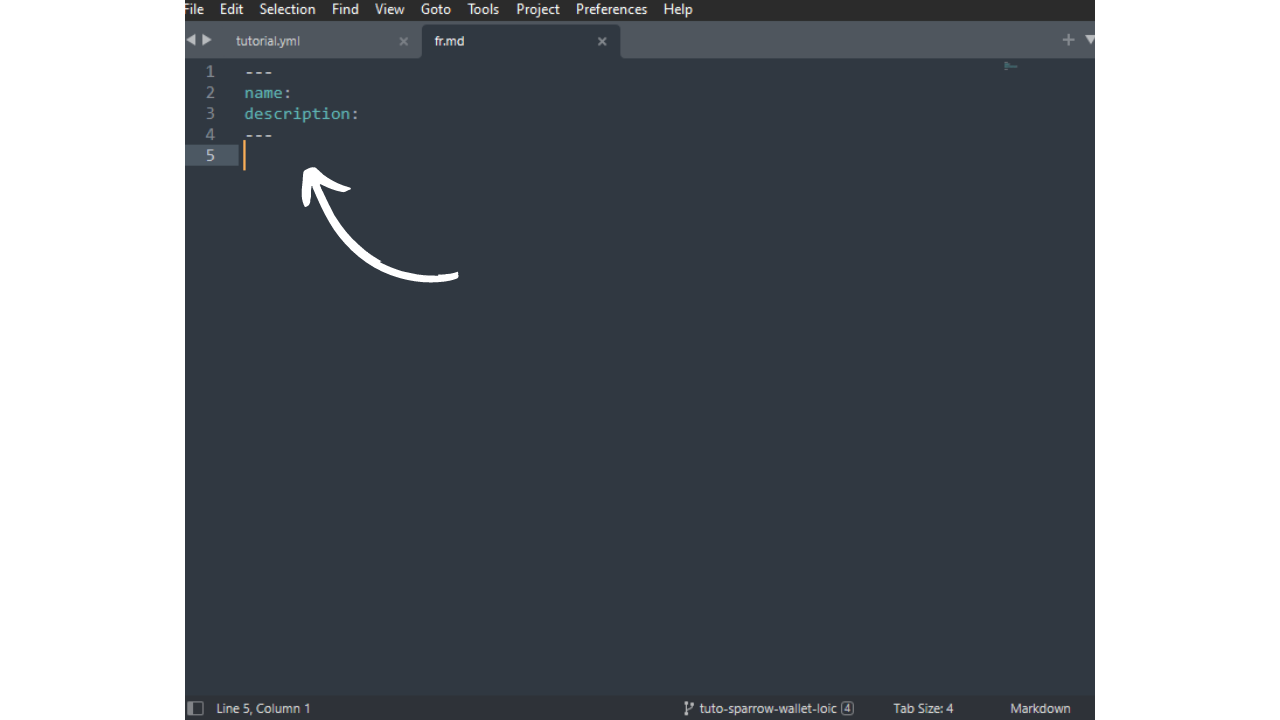 File Edit Selection Find View Goto Tools Project Preferences Help
tutorial.yml fr.md
1 ---
2 name:
3 description:
4 ---
5
Line 5, Column 1 tuto-sparrow-wallet-loic 4 Tab Size: 4 Markdown